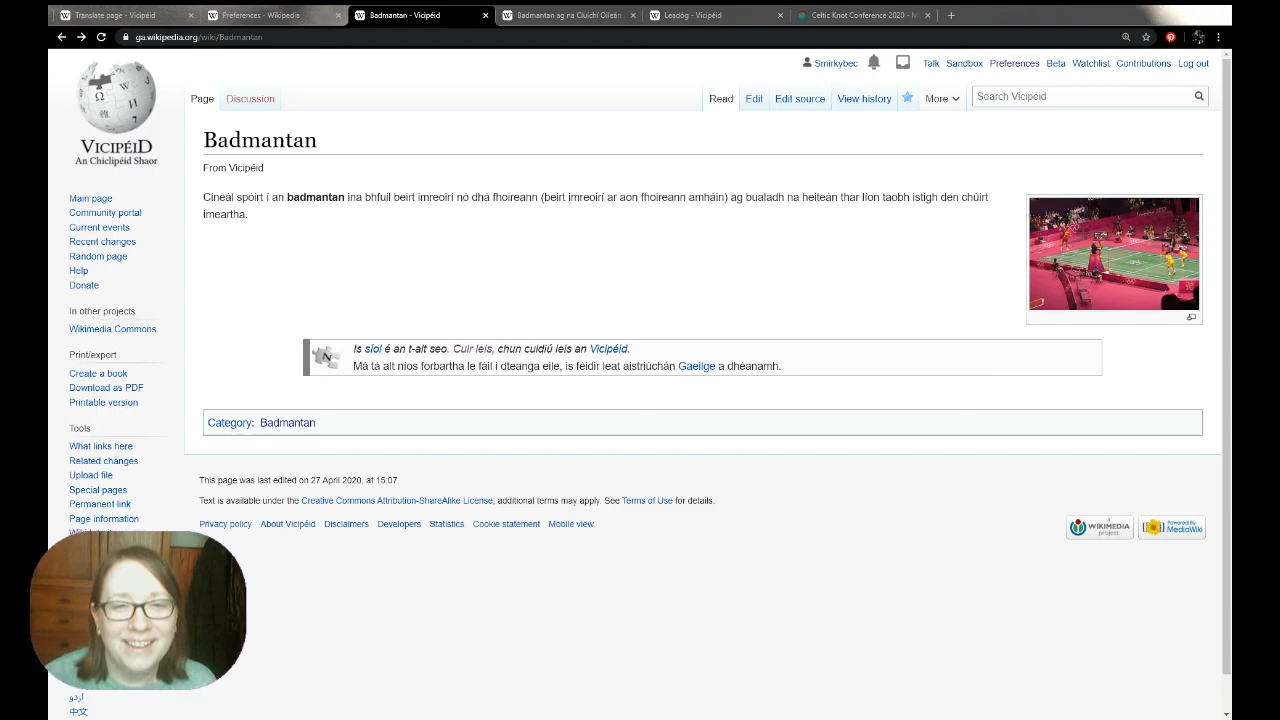 Translate page - Vicipéid
Preferences - Wikipedia
Badmantan - Vicipéid
Badmantan ag na Cluichí Oileán
Leadóg - Vicipéid
Celtic Knot Conference 2020 - M
ga.wikipedia.org/wiki/Badmantan
Smirkybec Talk Sandbox Preferences Beta Watchlist Contributions Log out
Page Discussion Read Edit Edit source View history More Search Vicipéid
VICIPÉID
An Chiclipéid Shaor
Main page
Community portal
Current events
Recent changes
Random page
Help
Donate
In other projects
Wikimedia Commons
Print/export
Create a book
Download as PDF
Printable version
Tools
What links here
Related changes
Upload file
Special pages
Permanent link
Page information
اردو
中文
Badmantan
From Vicipéid
Cineál spóirt í an badmantan ina bhfuil beirt imreoirí nó dhá fhoireann (beirt imreoirí ar aon fhoireann amháin) ag bualadh na heiteán thar líon taobh istigh den chúirt
imeartha.
Is síol é an t-alt seo. Cuir leis, chun cuidiú leis an Vicipéid.
Má tá alt níos forbartha le fáil i dteanga eile, is féidir leat aistriúchán Gaeilge a dhéanamh.
Category: Badmantan
This page was last edited on 27 April 2020, at 15:07.
Text is available under the Creative Commons Attribution-ShareAlike License; additional terms may apply. See Terms of Use for details.
Privacy policy About Vicipéid Disclaimers Developers Statistics Cookie statement Mobile view
A WIKIMEDIA project
Powered By MediaWiki